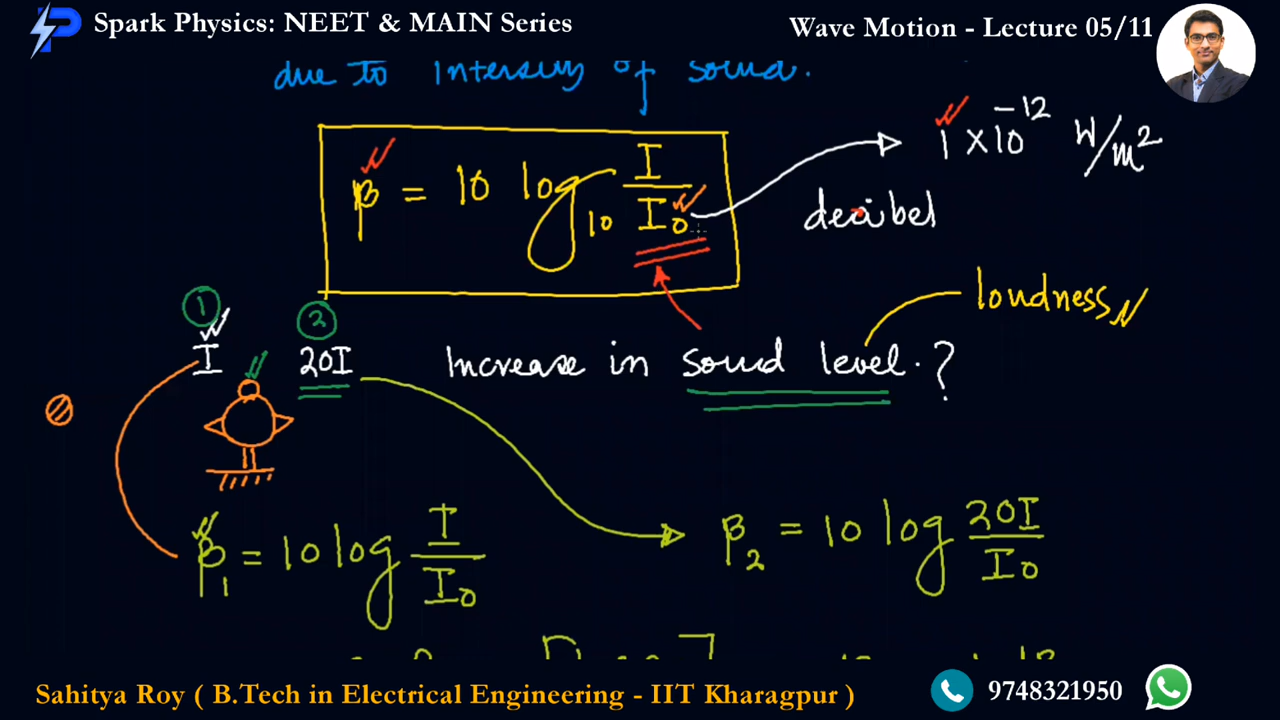 Spark Physics: NEET & MAIN Series
Wave Motion - Lecture 05/11
due to Intensity of sound.
β = 10 log₁₀ I/I₀
1 × 10⁻¹² W/m²
decibel
loudness
① ②
I 20I Increase in sound level. ?
β₁ = 10 log I/I₀ β₂ = 10 log 20I/I₀
Sahitya Roy ( B.Tech in Electrical Engineering - IIT Kharagpur )
9748321950